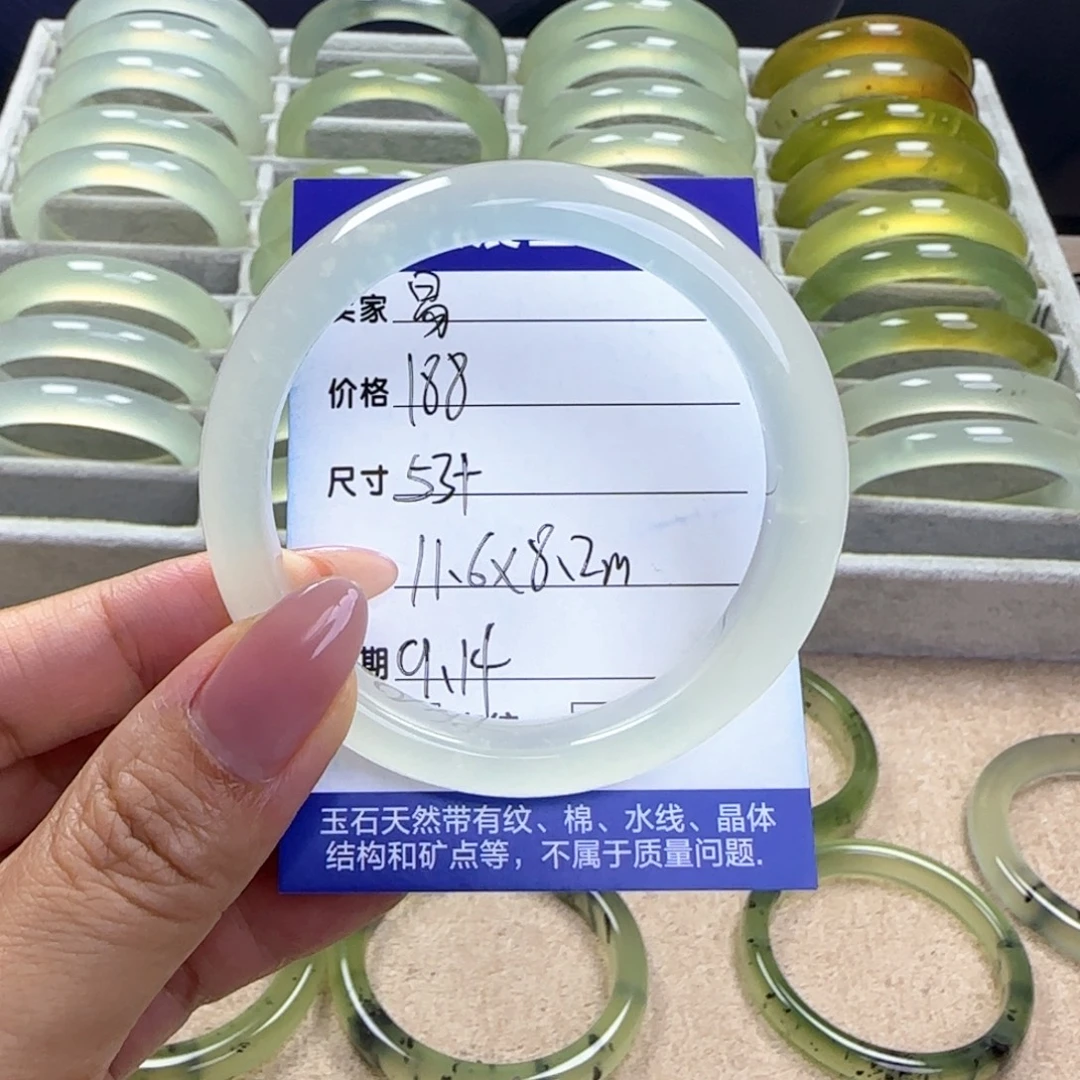 家 易
价格 188
尺寸 53+
11.6x8.2m
期 9.14
玉石天然带有纹、棉、水线、晶体
结构和矿点等，不属于质量问题.